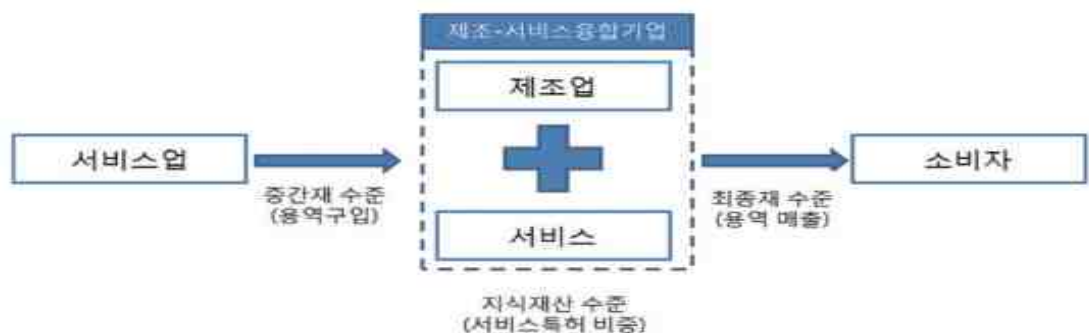 제조-서비스융합기업
제조업
서비스업
소비자
중간재 수준
(용역구입)
최종재 수준
(용역 매출)
서비스
지식재산 수준
(서비스특허 비중)